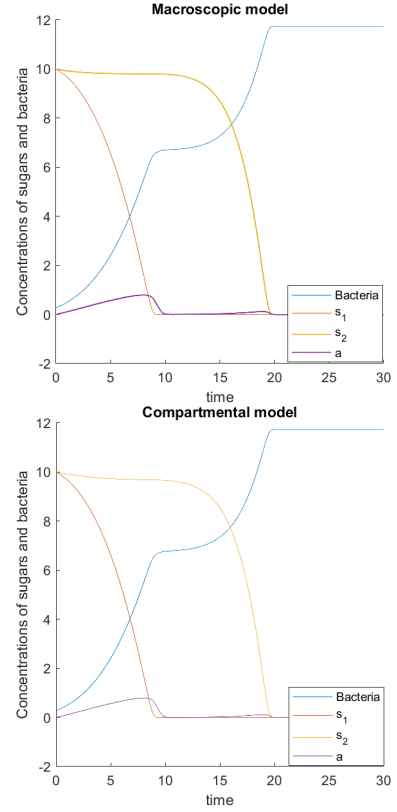 Macroscopic model
12
10
8
6
4
2
0
-2
Concentrations of sugars and bacteria
Bacteria
s1
s2
a
0 5 10 15 20 25 30
time
Compartmental model
12
10
8
6
4
2
0
-2
Concentrations of sugars and bacteria
Bacteria
s1
s2
a
0 5 10 15 20 25 30
time